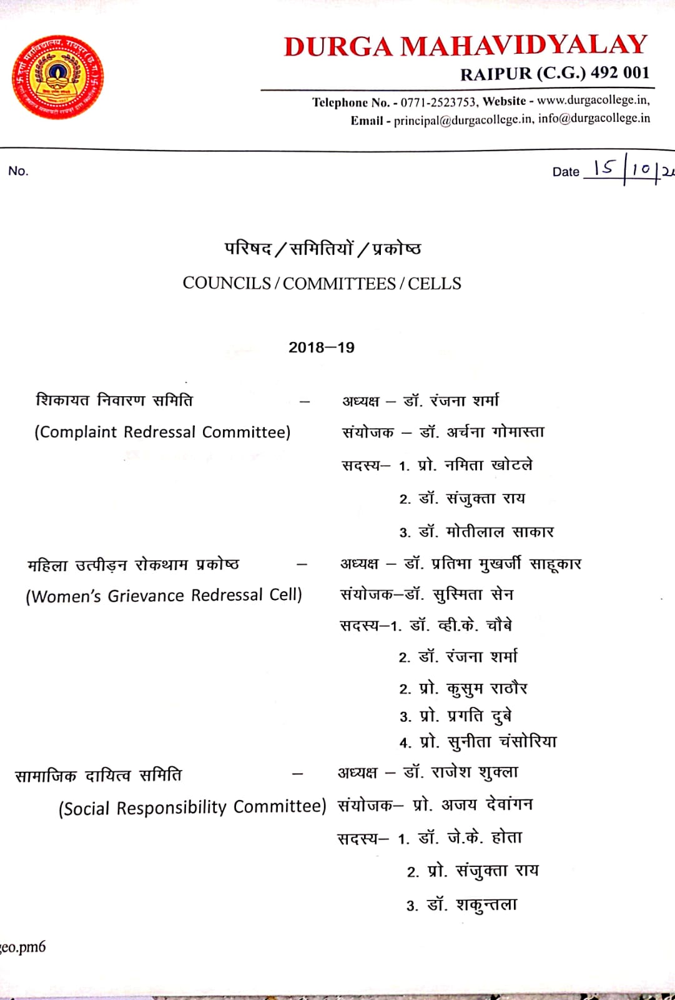 DURGA MAHAVIDYALAY
RAIPUR (C.G.) 492 001
Telephone No. - 0771-2523753, Website - www.durgacollege.in,
Email - principal@durgacollege.in, info@durgacollege.in
No.
Date 15/10/2
परिषद/समितियों/प्रकोष्ठ
COUNCILS/COMMITTEES/CELLS
2018–19
शिकायत निवारण समिति – अध्यक्ष – डॉ. रंजना शर्मा
(Complaint Redressal Committee) संयोजक – डॉ. अर्चना गोमास्ता
सदस्य– 1. प्रो. नमिता खोटले
2. डॉ. संजुक्ता राय
3. डॉ. मोतीलाल साकार
महिला उत्पीड़न रोकथाम प्रकोष्ठ – अध्यक्ष – डॉ. प्रतिभा मुखर्जी साहूकार
(Women's Grievance Redressal Cell) संयोजक–डॉ. सुस्मिता सेन
सदस्य–1. डॉ. व्ही.के. चौबे
2. डॉ. रंजना शर्मा
2. प्रो. कुसुम राठौर
3. प्रो. प्रगति दुबे
4. प्रो. सुनीता चंसोरिया
सामाजिक दायित्व समिति – अध्यक्ष – डॉ. राजेश शुक्ला
(Social Responsibility Committee) संयोजक– प्रो. अजय देवांगन
सदस्य– 1. डॉ. जे.के. होता
2. प्रो. संजुक्ता राय
3. डॉ. शकुन्तला
geo.pm6